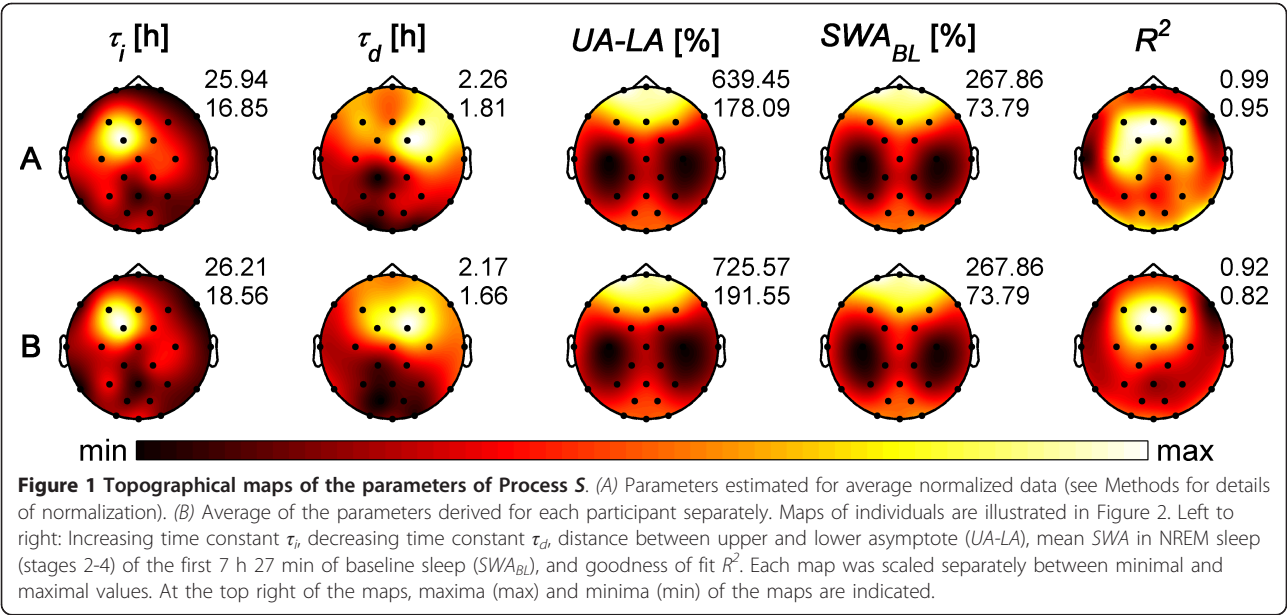 τi [h] τd [h] UA-LA [%] SWABL [%] R2
25.94 2.26 639.45 267.86 0.99
16.85 1.81 178.09 73.79 0.95
A
26.21 2.17 725.57 267.86 0.92
18.56 1.66 191.55 73.79 0.82
B
min max
Figure 1 Topographical maps of the parameters of Process S. (A) Parameters estimated for average normalized data (see Methods for details
of normalization). (B) Average of the parameters derived for each participant separately. Maps of individuals are illustrated in Figure 2. Left to
right: Increasing time constant τi, decreasing time constant τd, distance between upper and lower asymptote (UA-LA), mean SWA in NREM sleep
(stages 2-4) of the first 7 h 27 min of baseline sleep (SWABL), and goodness of fit R2. Each map was scaled separately between minimal and
maximal values. At the top right of the maps, maxima (max) and minima (min) of the maps are indicated.